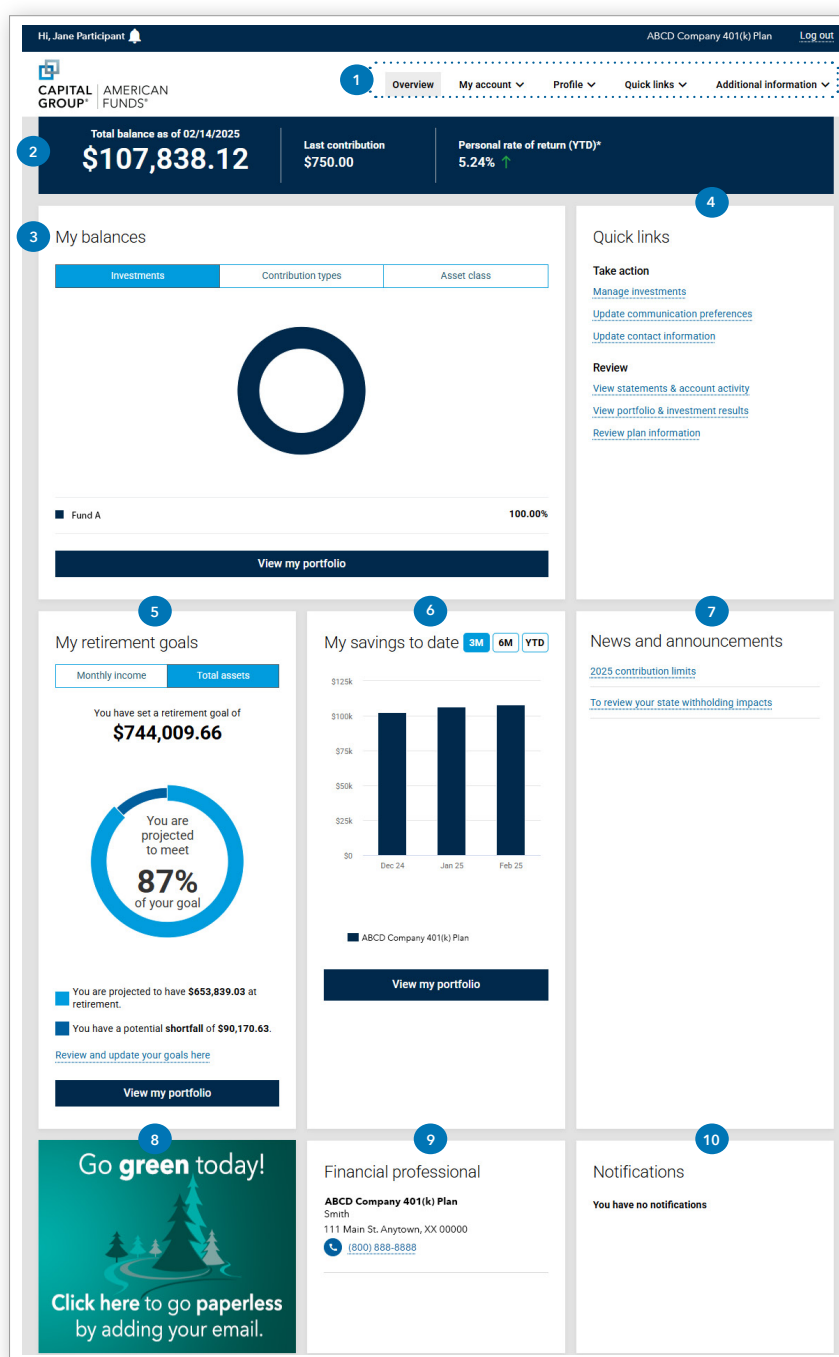 Hi, Jane Participant
ABCD Company 401(k) Plan
Log out
CAPITAL GROUP® | AMERICAN FUNDS®
1
Overview
My account
Profile
Quick links
Additional information
2
Total balance as of 02/14/2025
$107,838.12
Last contribution
$750.00
Personal rate of return (YTD)*
5.24% ↑
3
My balances
Investments
Contribution types
Asset class
Fund A
100.00%
View my portfolio
4
Quick links
Take action
Manage investments
Update communication preferences
Update contact information
Review
View statements & account activity
View portfolio & investment results
Review plan information
5
My retirement goals
Monthly income
Total assets
You have set a retirement goal of
$744,009.66
You are
projected
to meet
87%
of your goal
You are projected to have $653,839.03 at
retirement.
You have a potential shortfall of $90,170.63.
Review and update your goals here
View my portfolio
6
My savings to date
3M
6M
YTD
$125k
$100k
$75k
$50k
$25k
$0
Dec 24
Jan 25
Feb 25
ABCD Company 401(k) Plan
View my portfolio
7
News and announcements
2025 contribution limits
To review your state withholding impacts
8
Go green today!
Click here to go paperless
by adding your email.
9
Financial professional
ABCD Company 401(k) Plan
Smith
111 Main St. Anytown, XX 00000
(800) 888-8888
10
Notifications
You have no notifications